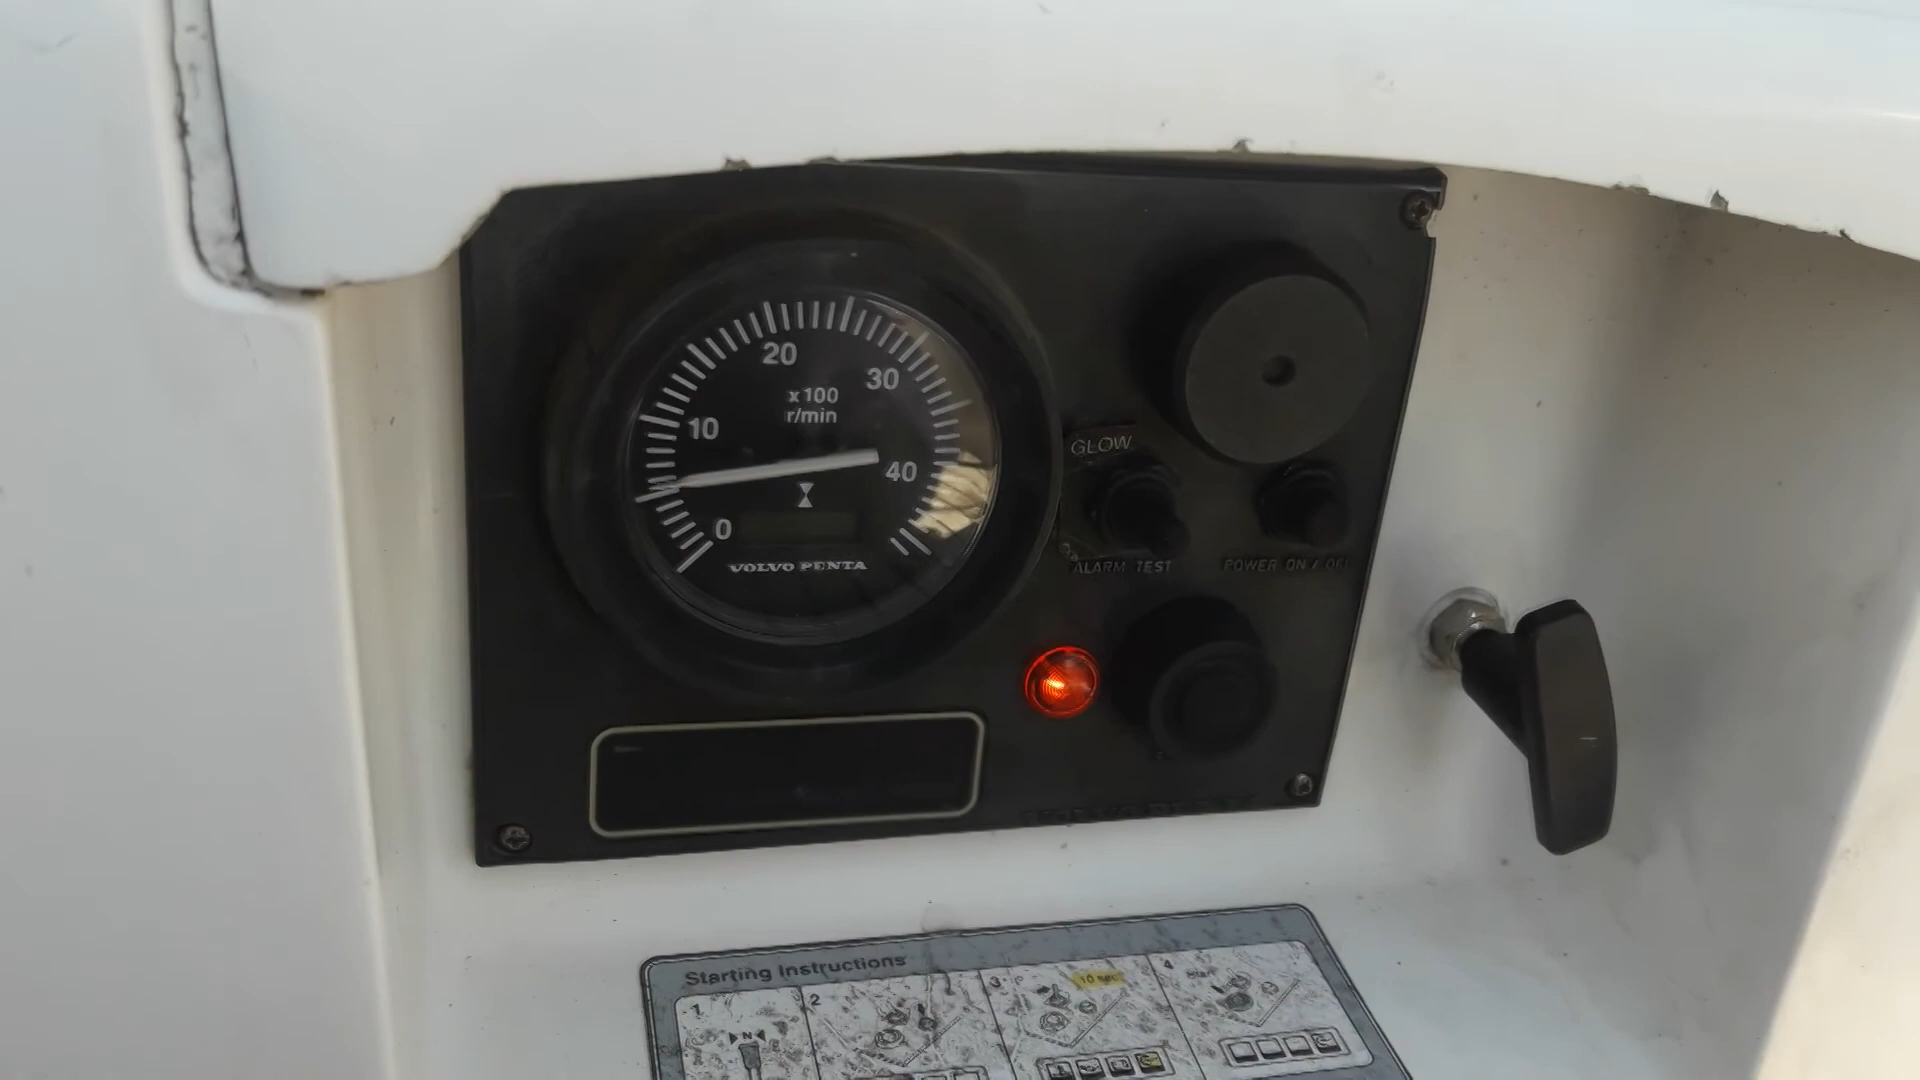 20
30
x100
r/min
10
40
0
VOLVO PENTA
GLOW
ALARM TEST
POWER ON / OFF
Starting Instructions
1
2
3
10 sec
4
Start
N